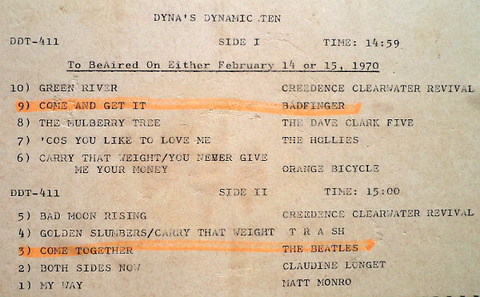 DYNA'S DYNAMIC TEN
DDT-411 SIDE I TIME: 14:59
To BeAired On Either February 14 or 15, 1970
10) GREEN RIVER CREEDENCE CLEARWATER REVIVAL
9) COME AND GET IT BADFINGER
8) THE MULBERRY TREE THE DAVE CLARK FIVE
7) 'COS YOU LIKE TO LOVE ME THE HOLLIES
6) CARRY THAT WEIGHT/YOU NEVER GIVE
ME YOUR MONEY ORANGE BICYCLE
DDT-411 SIDE II TIME: 15:00
5) BAD MOON RISING CREEDENCE CLEARWATER REVIVAL
4) GOLDEN SLUMBERS/CARRY THAT WEIGHT T R A S H
3) COME TOGETHER THE BEATLES
2) BOTH SIDES NOW CLAUDINE LONGET
1) MY WAY MATT MONRO